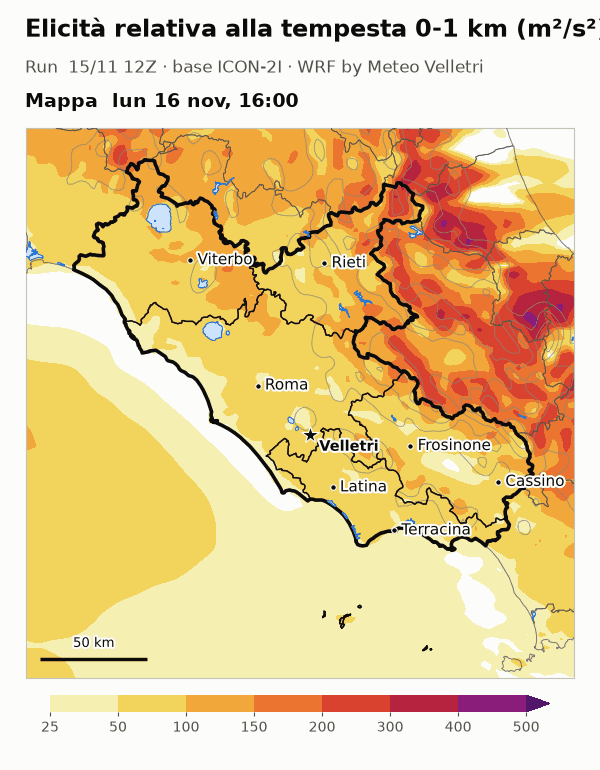 Elicità relativa alla tempesta 0-1 km (m²/s²)
Run  15/11 12Z · base ICON-2I · WRF by Meteo Velletri
Mappa  lun 16 nov, 16:00
Viterbo
Rieti
Roma
Velletri
Frosinone
Latina
Cassino
Terracina
50 km
25 50 100 150 200 300 400 500